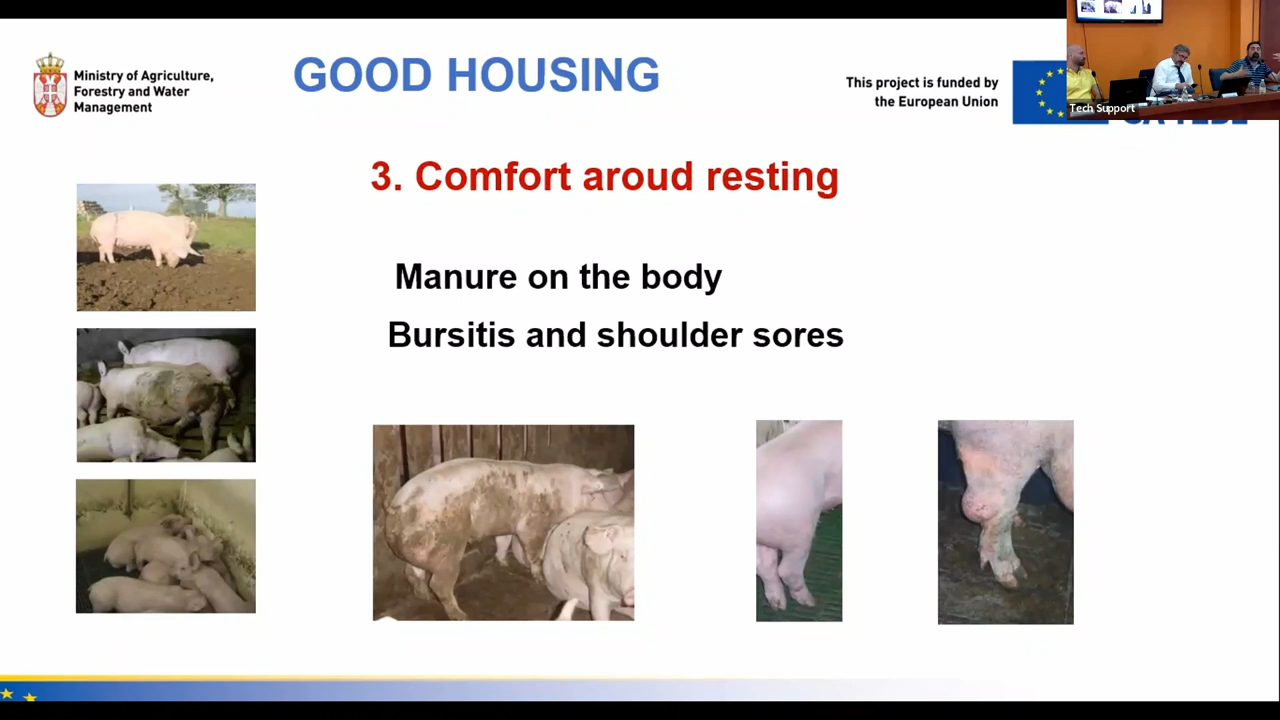 Ministry of Agriculture,
Forestry and Water
Management
GOOD HOUSING
This project is funded by
the European Union
Tech Support
3. Comfort aroud resting
Manure on the body
Bursitis and shoulder sores